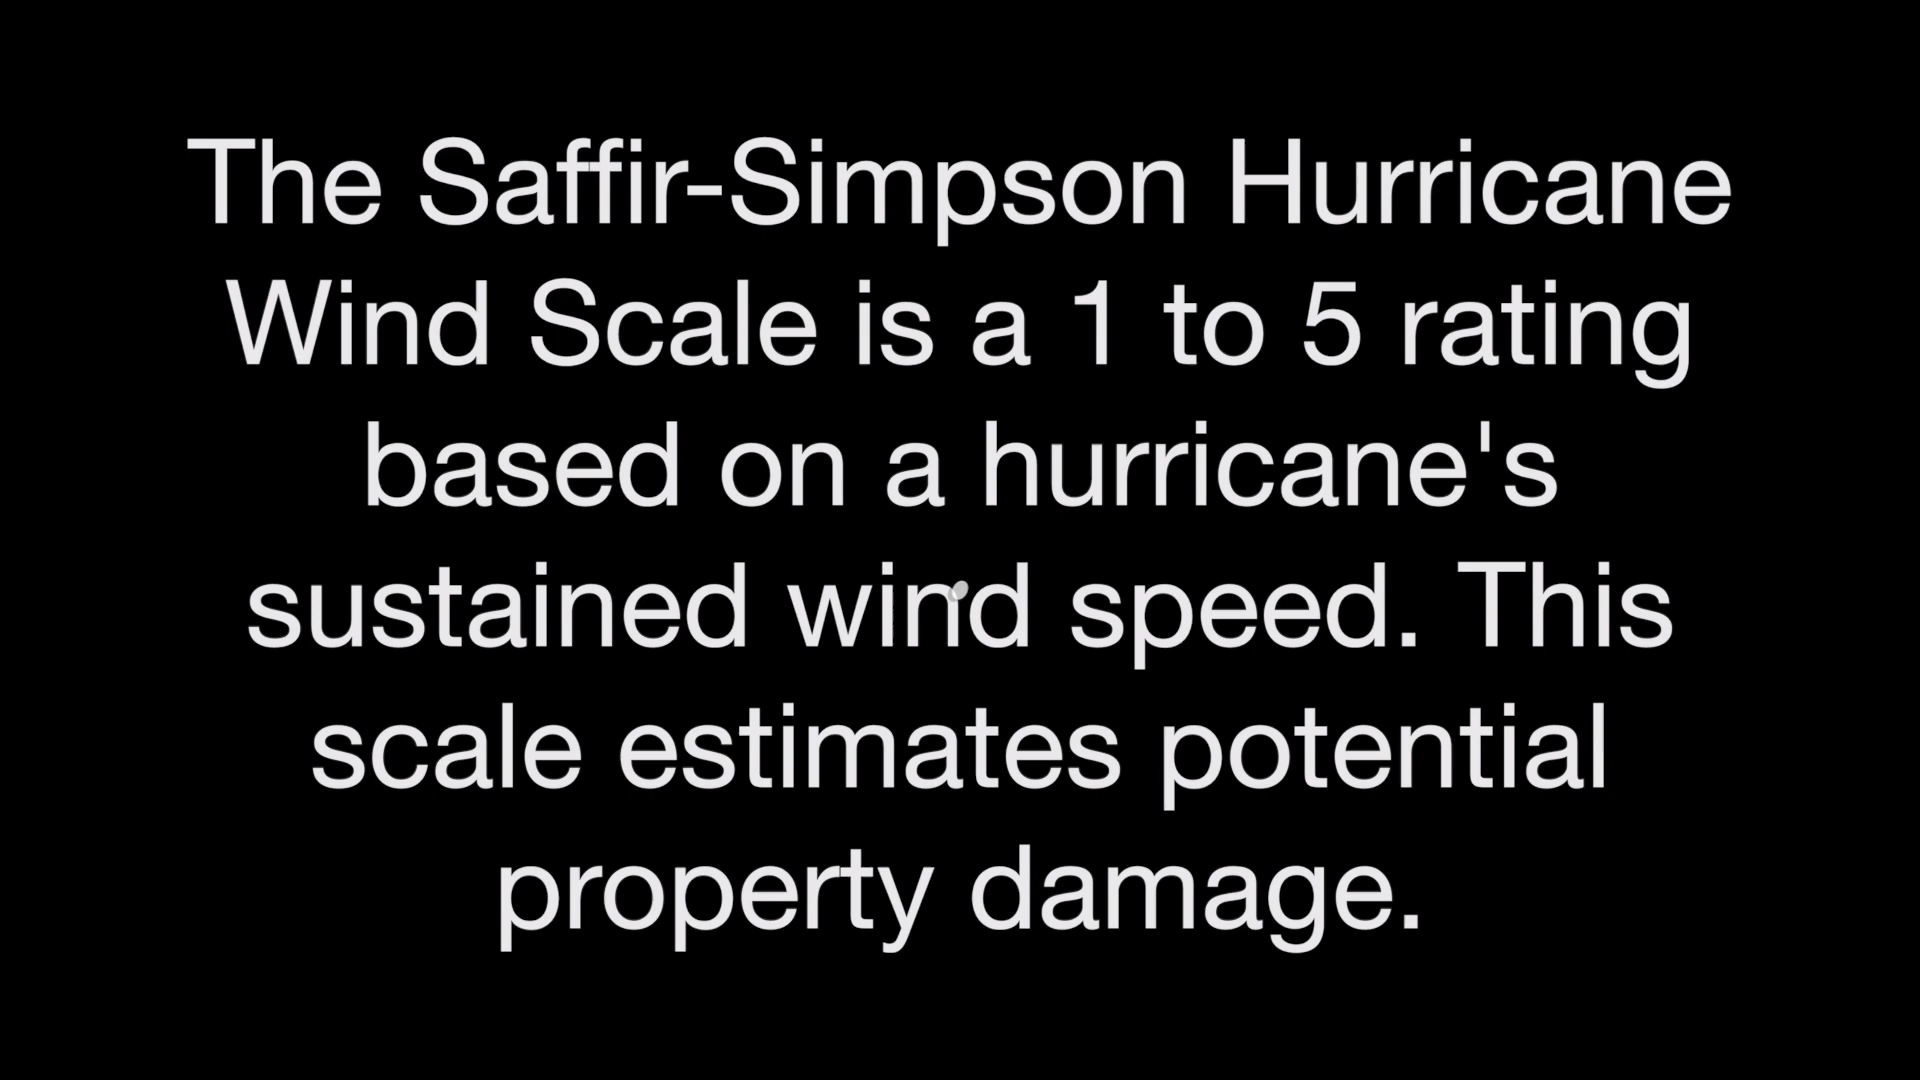 The Saffir-Simpson Hurricane
Wind Scale is a 1 to 5 rating
based on a hurricane's
sustained wind speed. This
scale estimates potential
property damage.